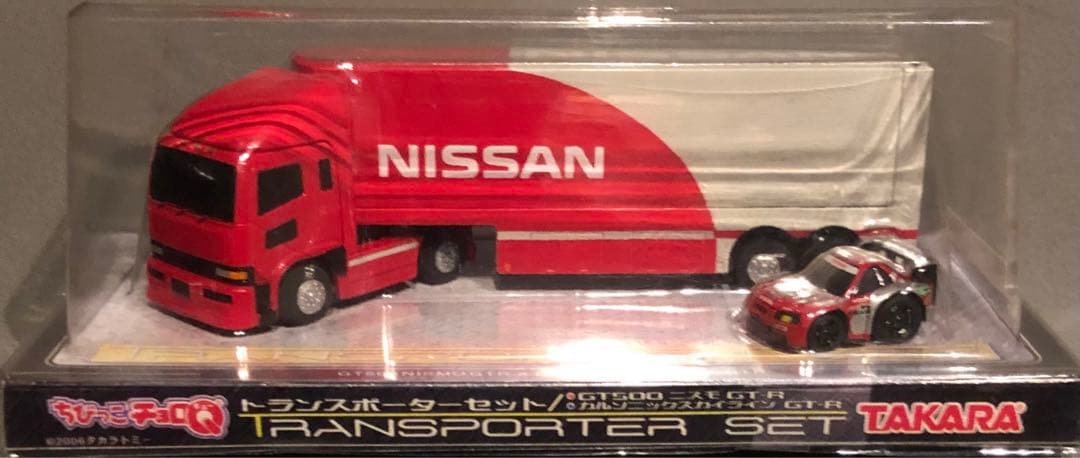 NISSAN
ちびっこチョロQ
©2006タカラトミー
トランスポーターセット/
GT500 ニスモ GT-R
カルソニックスカイライン GT-R
TRANSPORTER SET
TAKARA